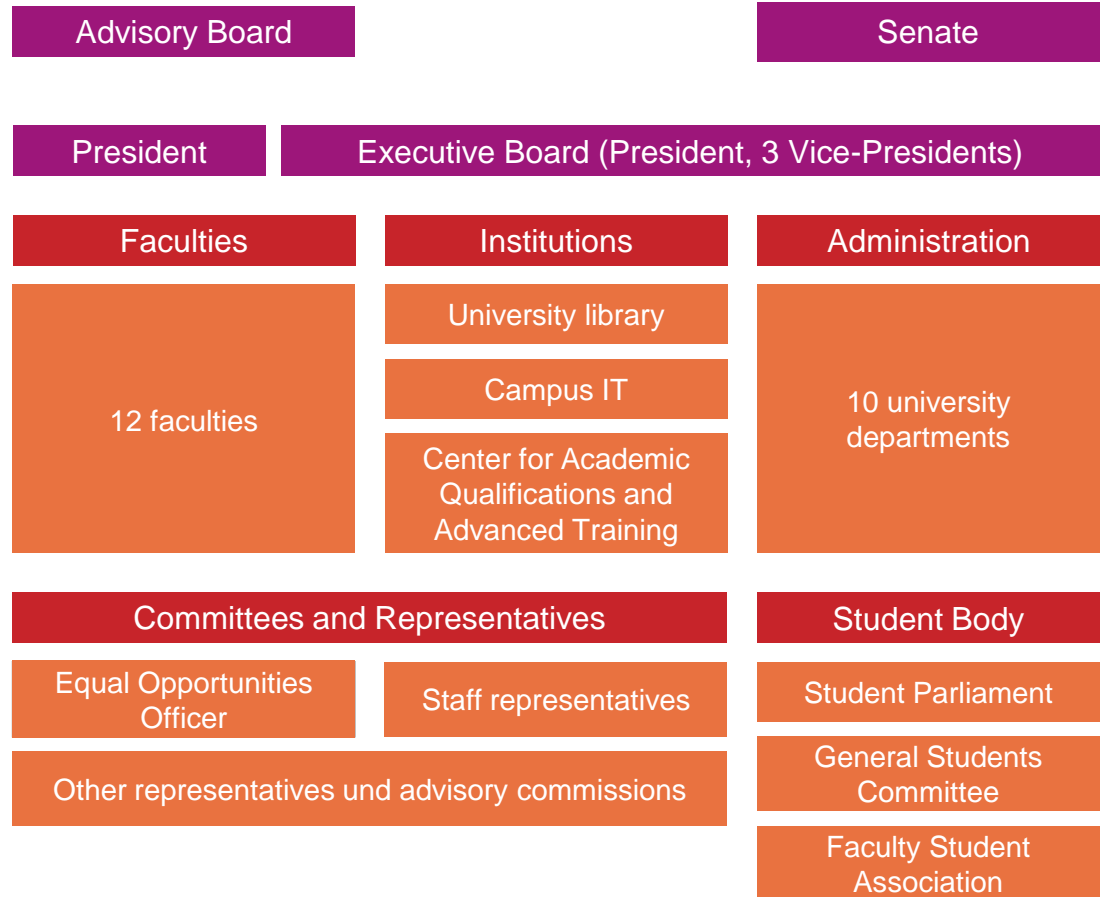 Advisory Board
Senate
President
Executive Board (President, 3 Vice-Presidents)
Faculties
Institutions
Administration
12 faculties
University library
Campus IT
Center for Academic
Qualifications and
Advanced Training
10 university
departments
Committees and Representatives
Equal Opportunities
Officer
Staff representatives
Other representatives und advisory commissions
Student Body
Student Parliament
General Students
Committee
Faculty Student
Association